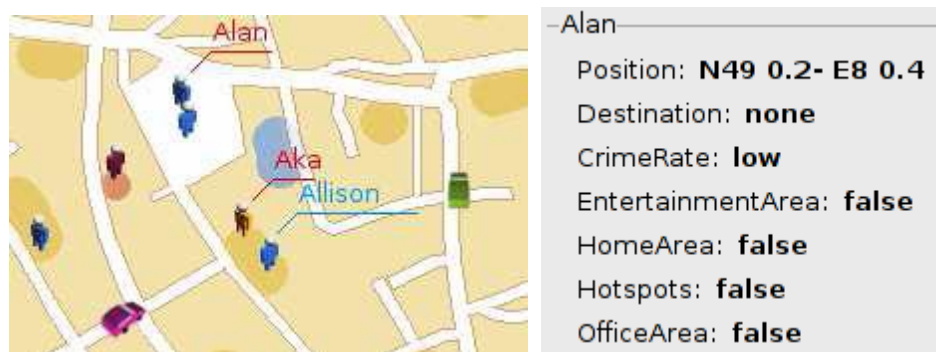 Alan
Aka
Allison
Alan
Position: N49 0.2- E8 0.4
Destination: none
CrimeRate: low
EntertainmentArea: false
HomeArea: false
Hotspots: false
OfficeArea: false